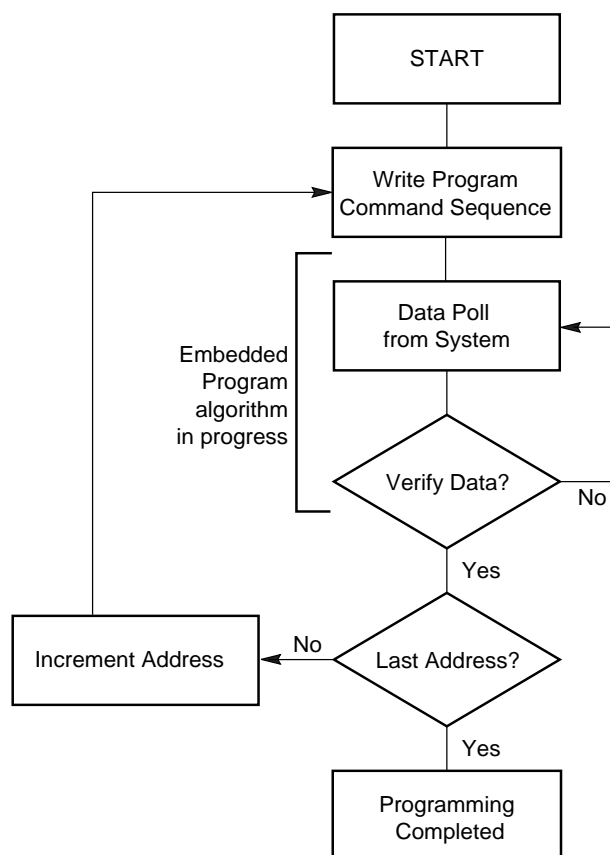 START
Write Program
Command Sequence
Data Poll
from System
Embedded
Program
algorithm
in progress
Verify Data?
No
Yes
No
Increment Address
Last Address?
Yes
Programming
Completed